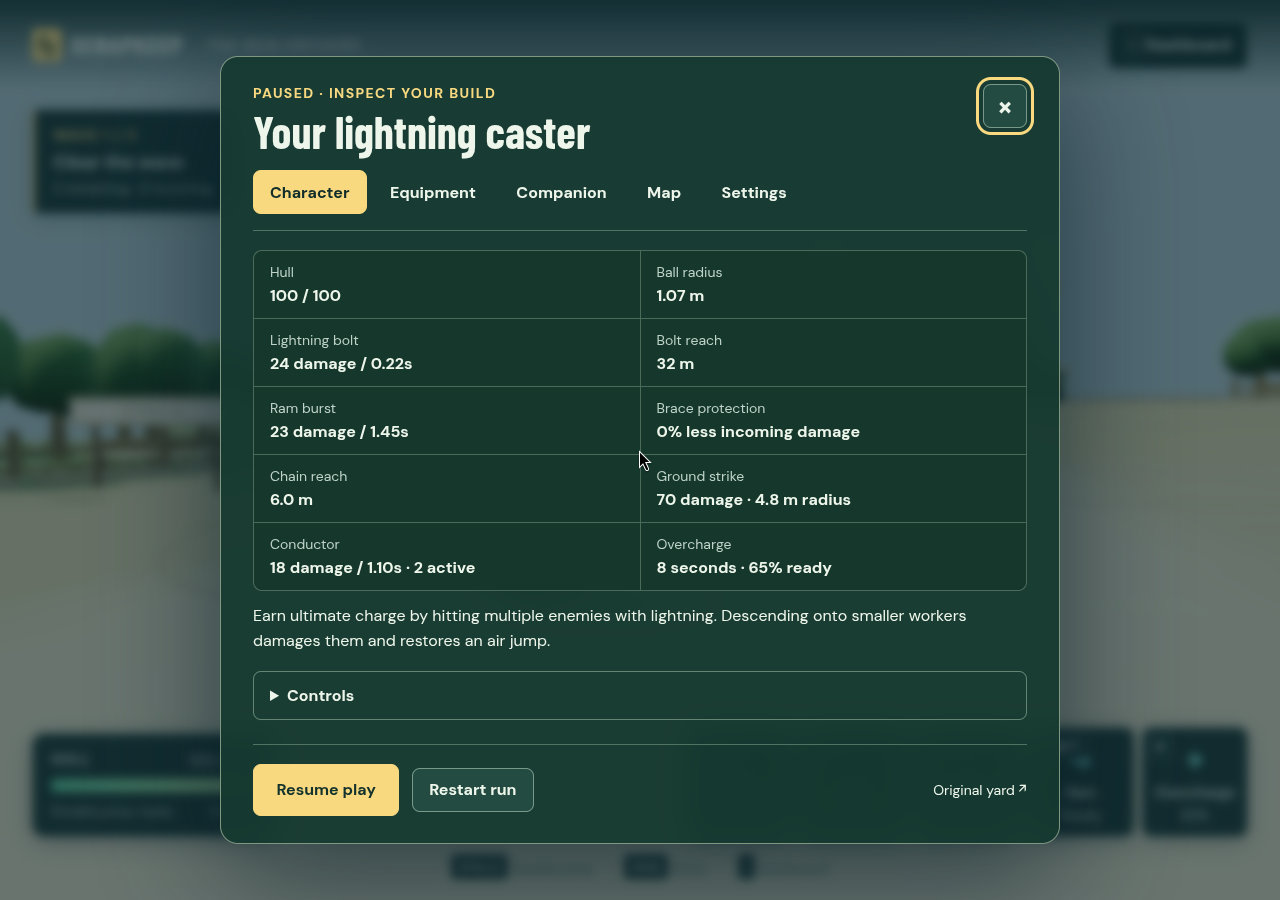 PAUSED · INSPECT YOUR BUILD
Your lightning caster
×
Character Equipment Companion Map Settings
Hull
100 / 100
Ball radius
1.07 m
Lightning bolt
24 damage / 0.22s
Bolt reach
32 m
Ram burst
23 damage / 1.45s
Brace protection
0% less incoming damage
Chain reach
6.0 m
Ground strike
70 damage · 4.8 m radius
Conductor
18 damage / 1.10s · 2 active
Overcharge
8 seconds · 65% ready
Earn ultimate charge by hitting multiple enemies with lightning. Descending onto smaller workers
damages them and restores an air jump.
▶ Controls
Resume play
Restart run
Original yard ↗